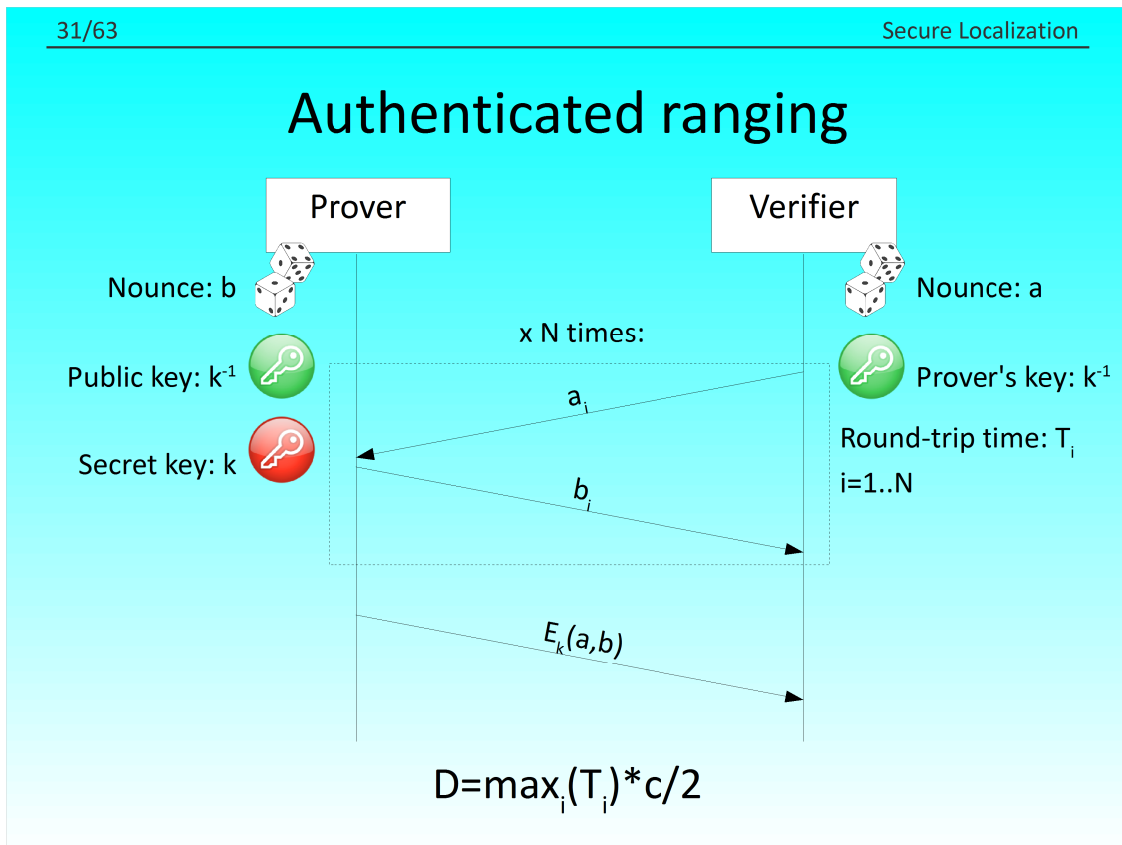 31/63 Secure Localization
Authenticated ranging
Prover Verifier
Nounce: b Nounce: a
x N times:
Public key: k⁻¹ Prover's key: k⁻¹
aᵢ
Secret key: k
Round-trip time: Tᵢ
i=1..N
bᵢ
Eₖ(a,b)
D=maxᵢ(Tᵢ)*c/2